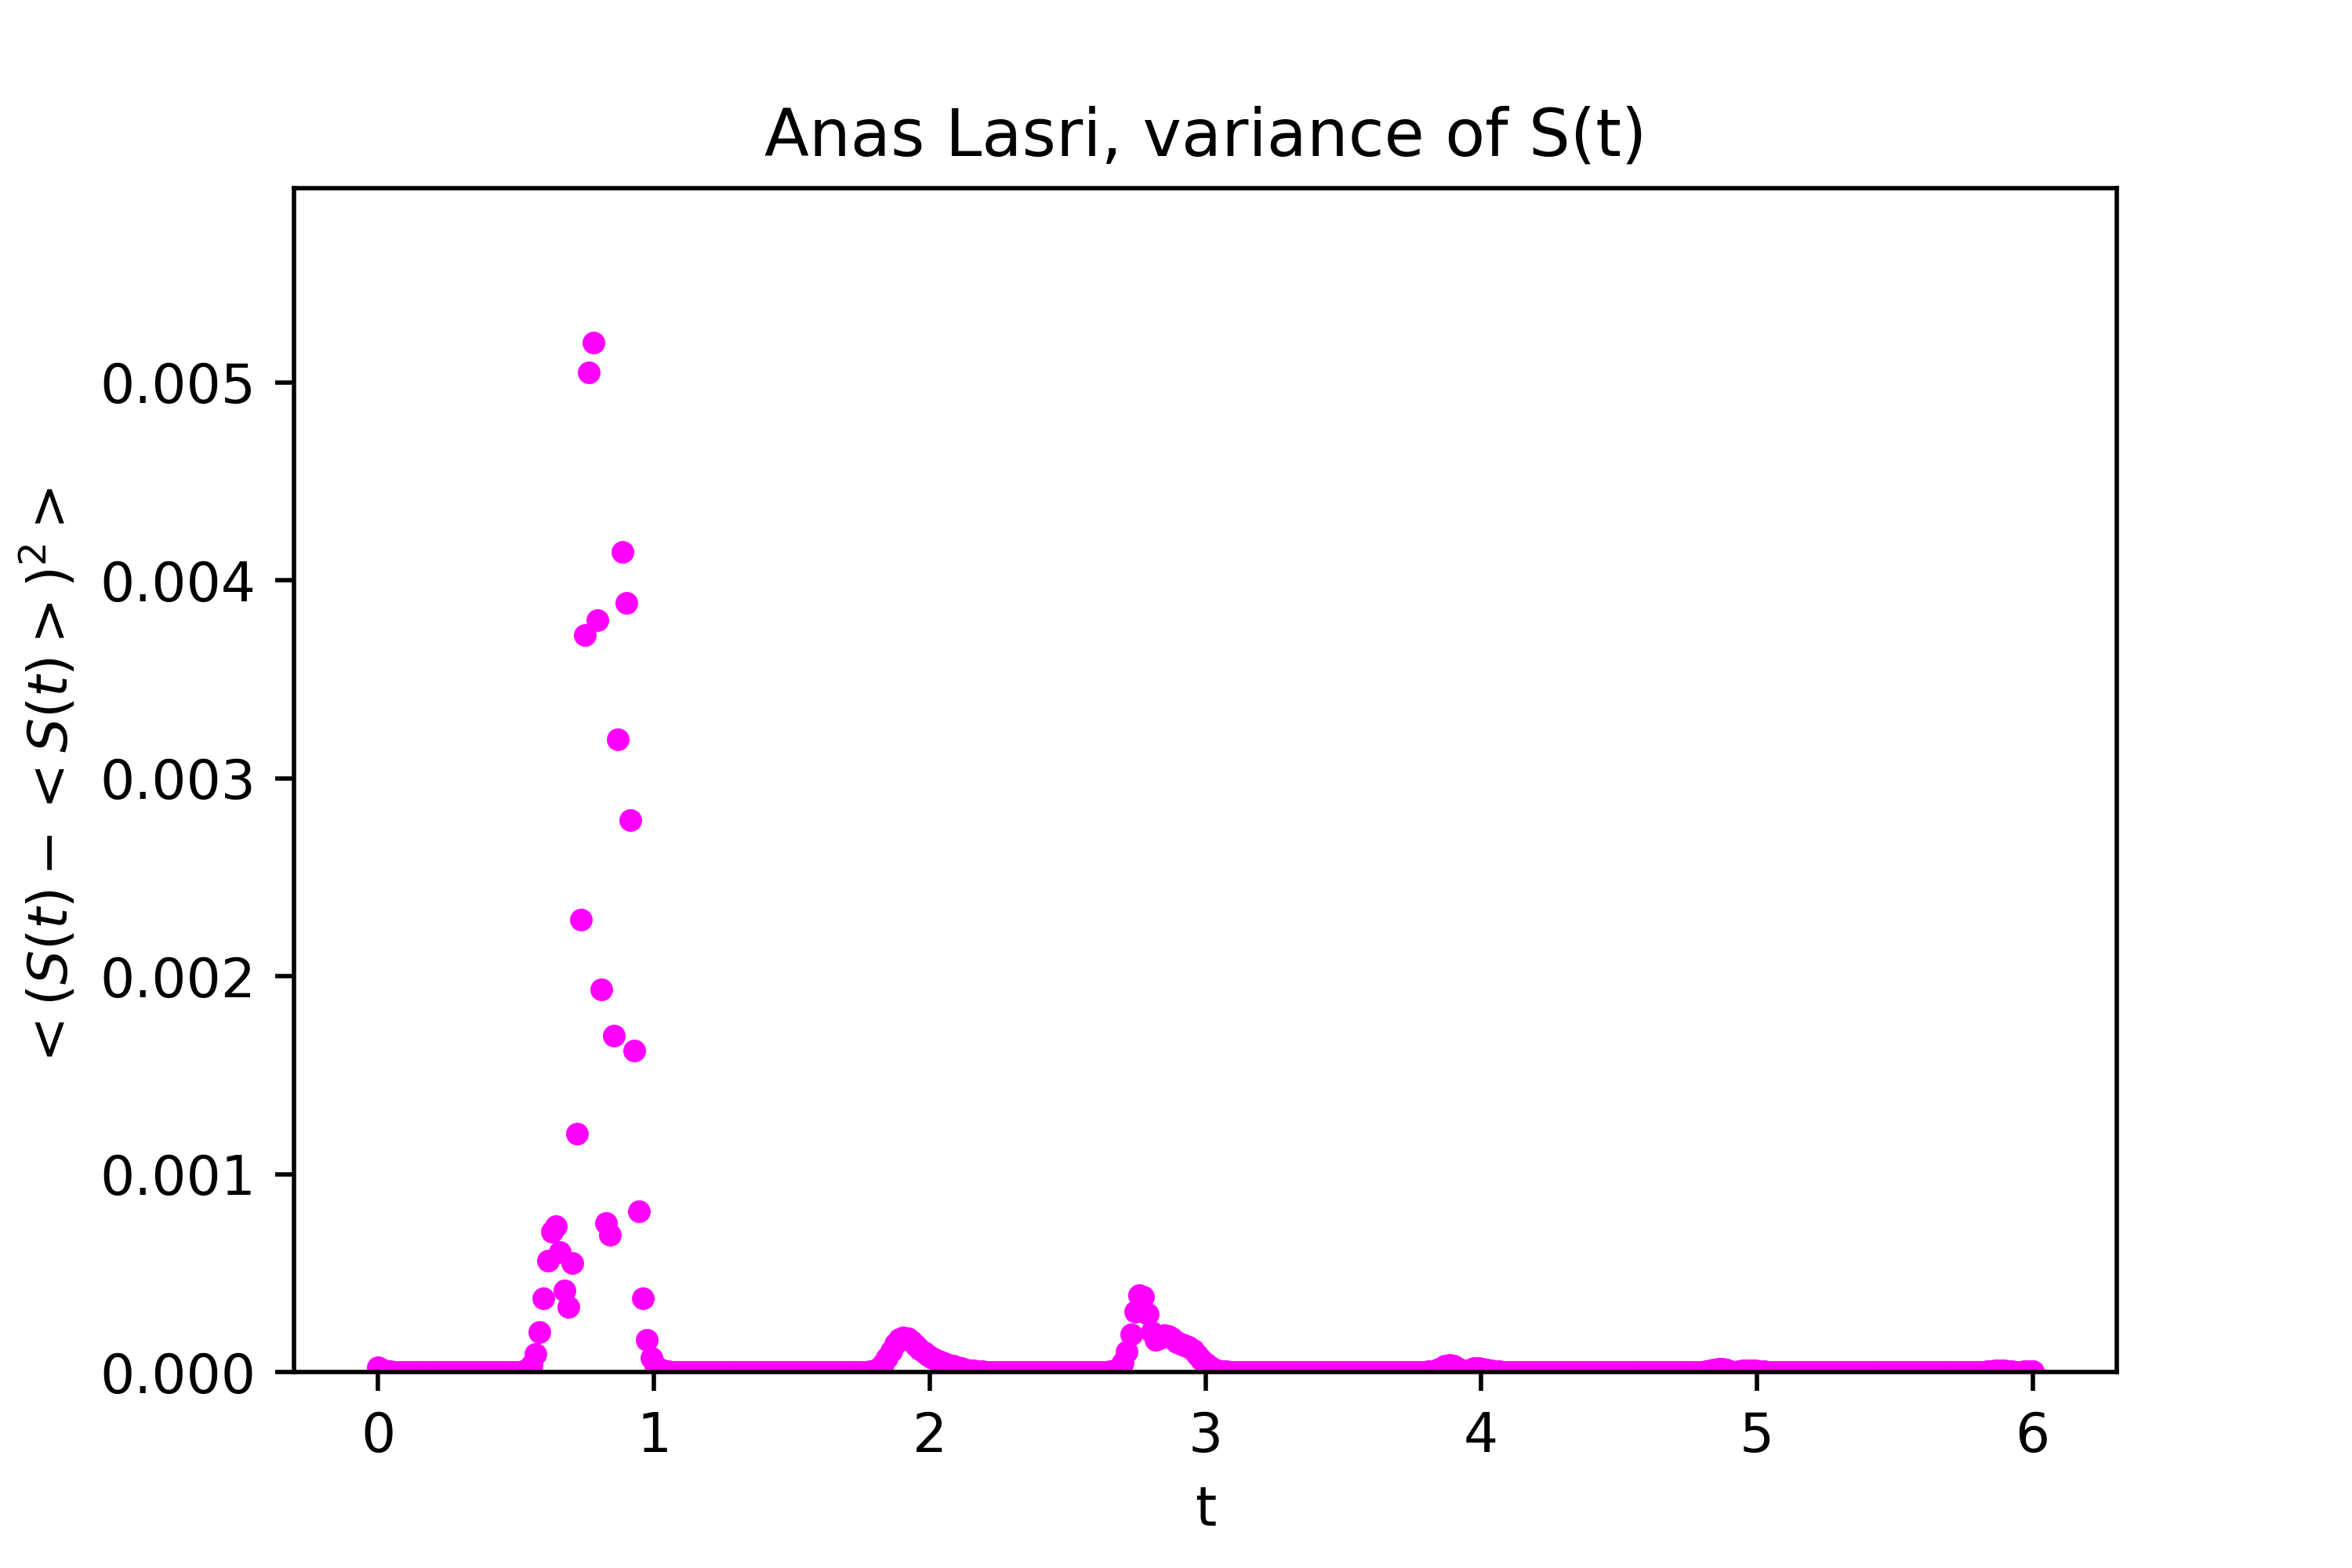 Anas Lasri, variance of S(t)
< (S(t) − < S(t) > )² >
0.005
0.004
0.003
0.002
0.001
0.000
0 1 2 3 4 5 6
t